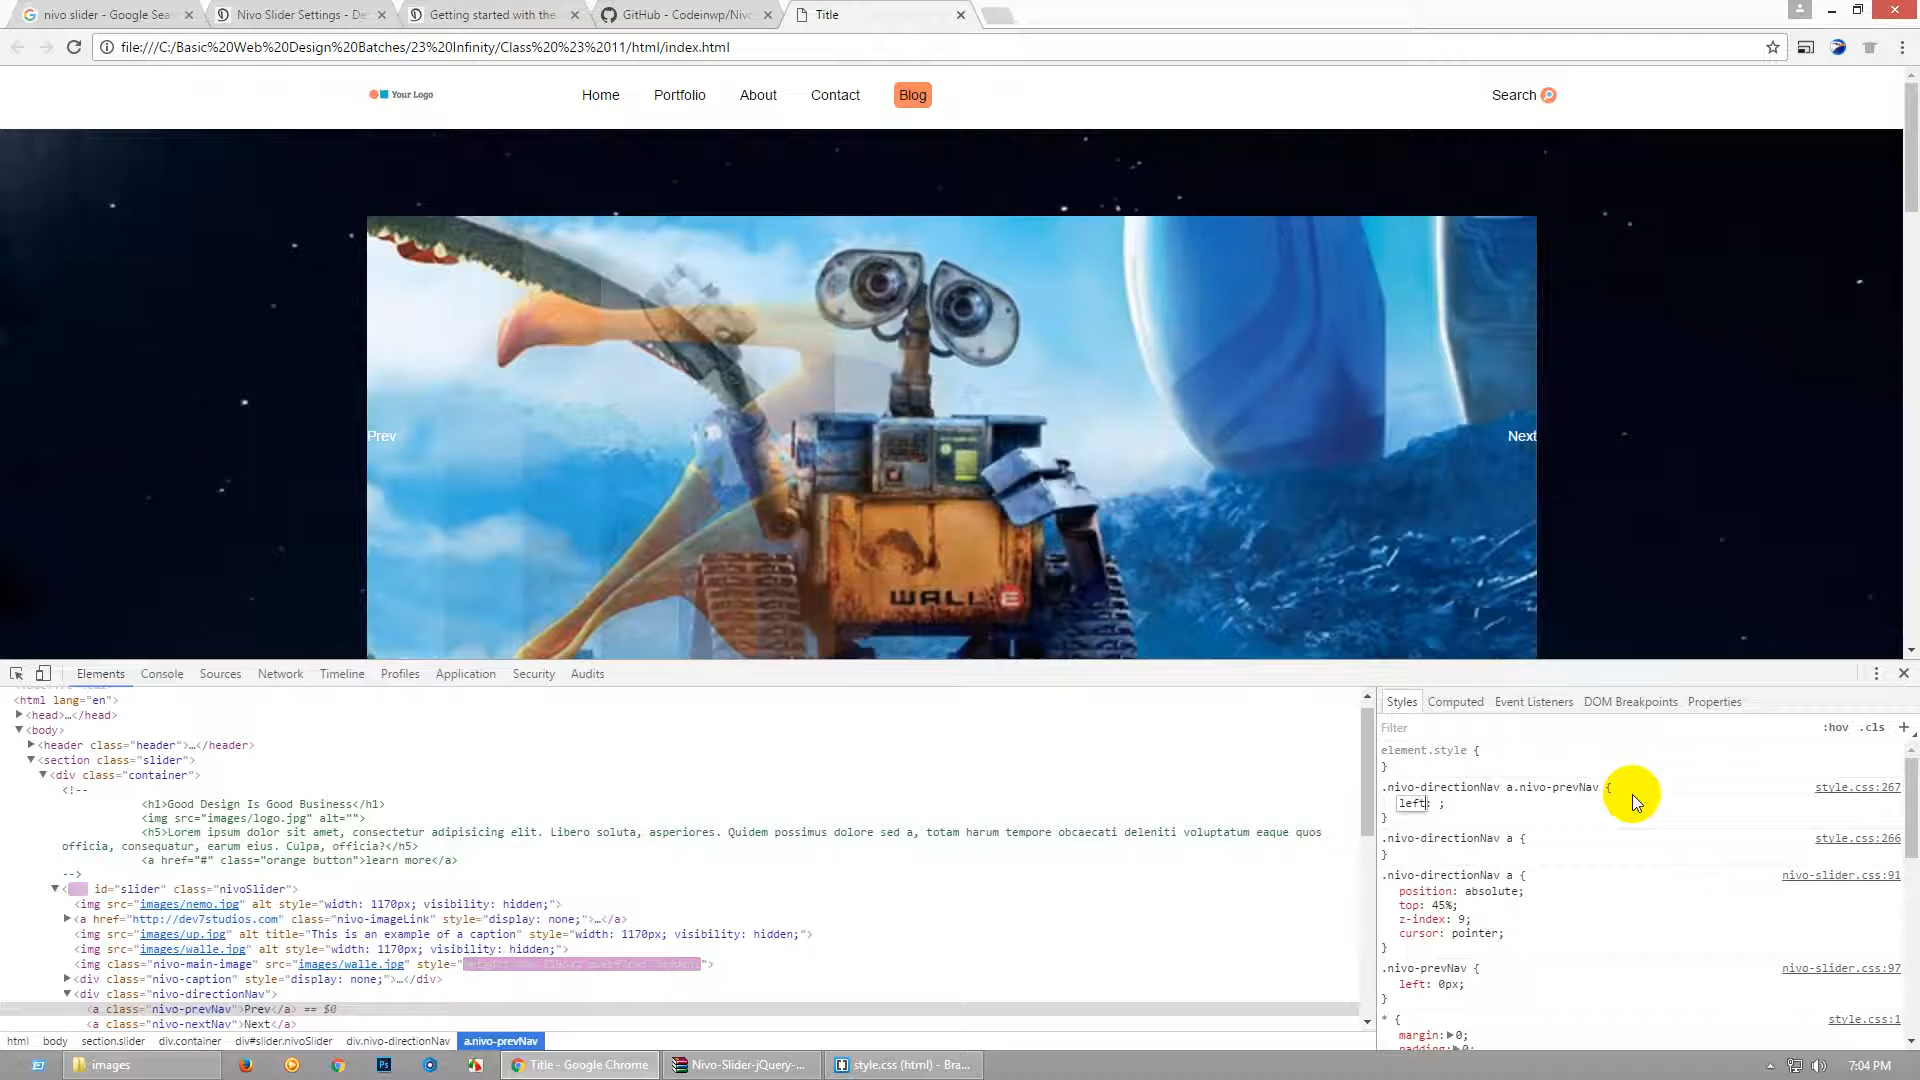 nivo slider - Google Sea
Nivo Slider Settings - De
Getting started with the
GitHub - Codeinwp/Nivo
Title
file:///C:/Basic%20Web%20Design%20Batches/23%20Infinity/Class%20%23%2011/html/index.html
Your Logo
Home
Portfolio
About
Contact
Blog
Search
Prev
Next
WALL E
Elements
Console
Sources
Network
Timeline
Profiles
Application
Security
Audits
<html lang="en">
<head>…</head>
<body>
<header class="header">…</header>
<section class="slider">
<div class="container">
<!--
<h1>Good Design Is Good Business</h1>
<img src="images/logo.jpg" alt="">
<h5>Lorem ipsum dolor sit amet, consectetur adipisicing elit. Libero soluta, asperiores. Quidem possimus dolore sed a, totam harum tempore obcaecati deleniti voluptatum eaque quos
officia, consequatur, earum eius. Culpa, officia?</h5>
<a href="#" class="orange button">learn more</a>
-->
< id="slider" class="nivoSlider">
<img src="images/nemo.jpg" alt style="width: 1170px; visibility: hidden;">
<a href="http://dev7studios.com" class="nivo-imageLink" style="display: none;">…</a>
<img src="images/up.jpg" alt title="This is an example of a caption" style="width: 1170px; visibility: hidden;">
<img src="images/walle.jpg" alt style="width: 1170px; visibility: hidden;">
<img class="nivo-main-image" src="images/walle.jpg" style=" ">
<div class="nivo-caption" style="display: none;">…</div>
<div class="nivo-directionNav">
<a class="nivo-prevNav">Prev</a> == $0
<a class="nivo-nextNav">Next</a>
html body section.slider div.container div#slider.nivoSlider div.nivo-directionNav a.nivo-prevNav
Styles
Computed
Event Listeners
DOM Breakpoints
Properties
Filter
:hov .cls +
element.style {
}
.nivo-directionNav a.nivo-prevNav { style.css:267
left: ;
}
.nivo-directionNav a { style.css:266
}
.nivo-directionNav a { nivo-slider.css:91
position: absolute;
top: 45%;
z-index: 9;
cursor: pointer;
}
.nivo-prevNav { nivo-slider.css:97
left: 0px;
}
* { style.css:1
margin: 0;
padding: 0;
images
Title - Google Chrome
Nivo-Slider-jQuery-...
style.css (html) - Bra...
7:04 PM